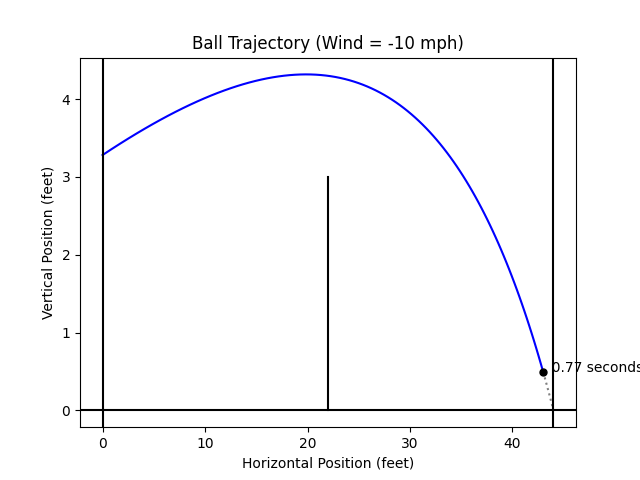 Ball Trajectory (Wind = -10 mph)
4
3
2
1
0
Vertical Position (feet)
0.77 seconds
0 10 20 30 40
Horizontal Position (feet)